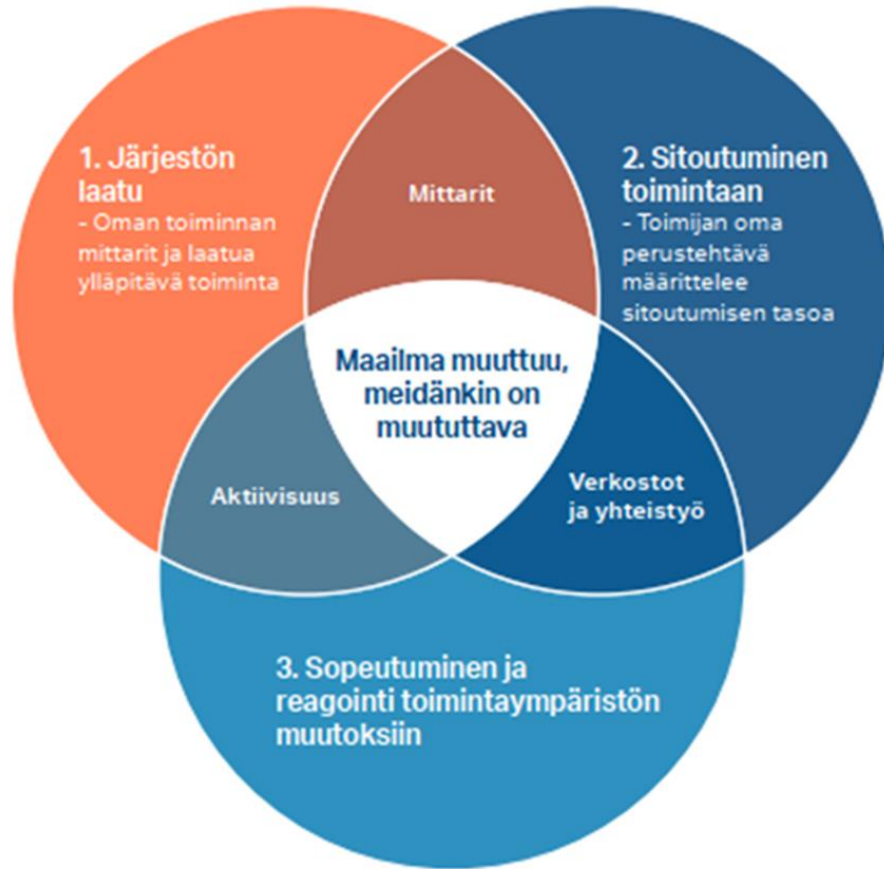 1. Järjestön
laatu
- Oman toiminnan
mittarit ja laatua
ylläpitävä toiminta
Mittarit
2. Sitoutuminen
toimintaan
- Toimijan oma
perustehtävä
määrittelee
sitoutumisen tasoa
Maailma muuttuu,
meidänkin on
muututtava
Aktiivisuus
Verkostot
ja yhteistyö
3. Sopeutuminen ja
reagointi toimintaympäristön
muutoksiin